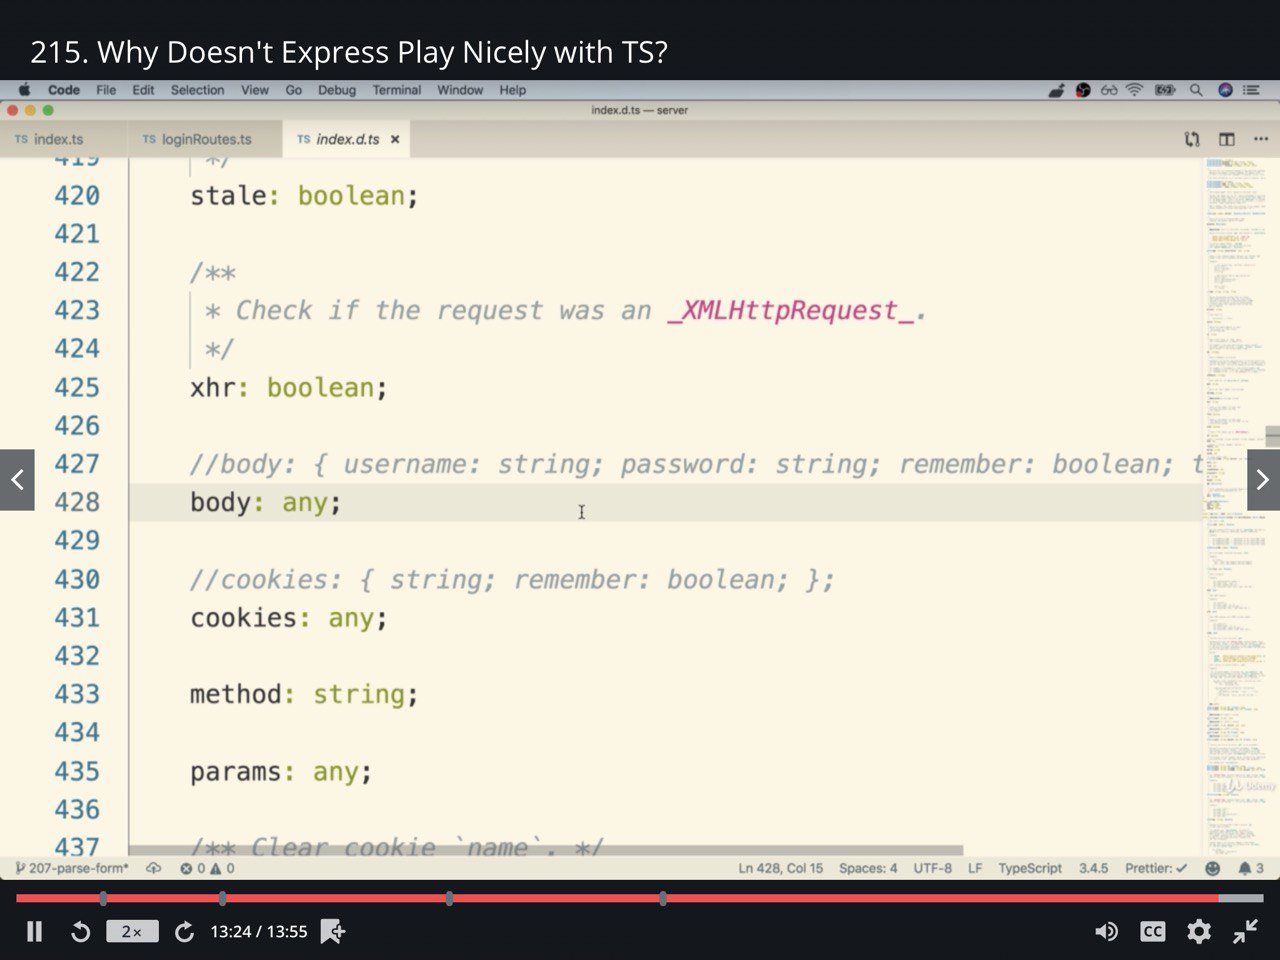 215. Why Doesn't Express Play Nicely with TS?
Code File Edit Selection View Go Debug Terminal Window Help
index.d.ts — server
TS index.ts TS loginRoutes.ts TS index.d.ts ×
419 */
420 stale: boolean;
421
422 /**
423 * Check if the request was an _XMLHttpRequest_.
424 */
425 xhr: boolean;
426
427 //body: { username: string; password: string; remember: boolean; t
428 body: any;
429
430 //cookies: { string; remember: boolean; };
431 cookies: any;
432
433 method: string;
434
435 params: any;
436
437 /** Clear cookie `name`. */
Udemy
207-parse-form* 0 0 Ln 428, Col 15 Spaces: 4 UTF-8 LF TypeScript 3.4.5 Prettier: ✓ 3
2× 13:24 / 13:55 CC